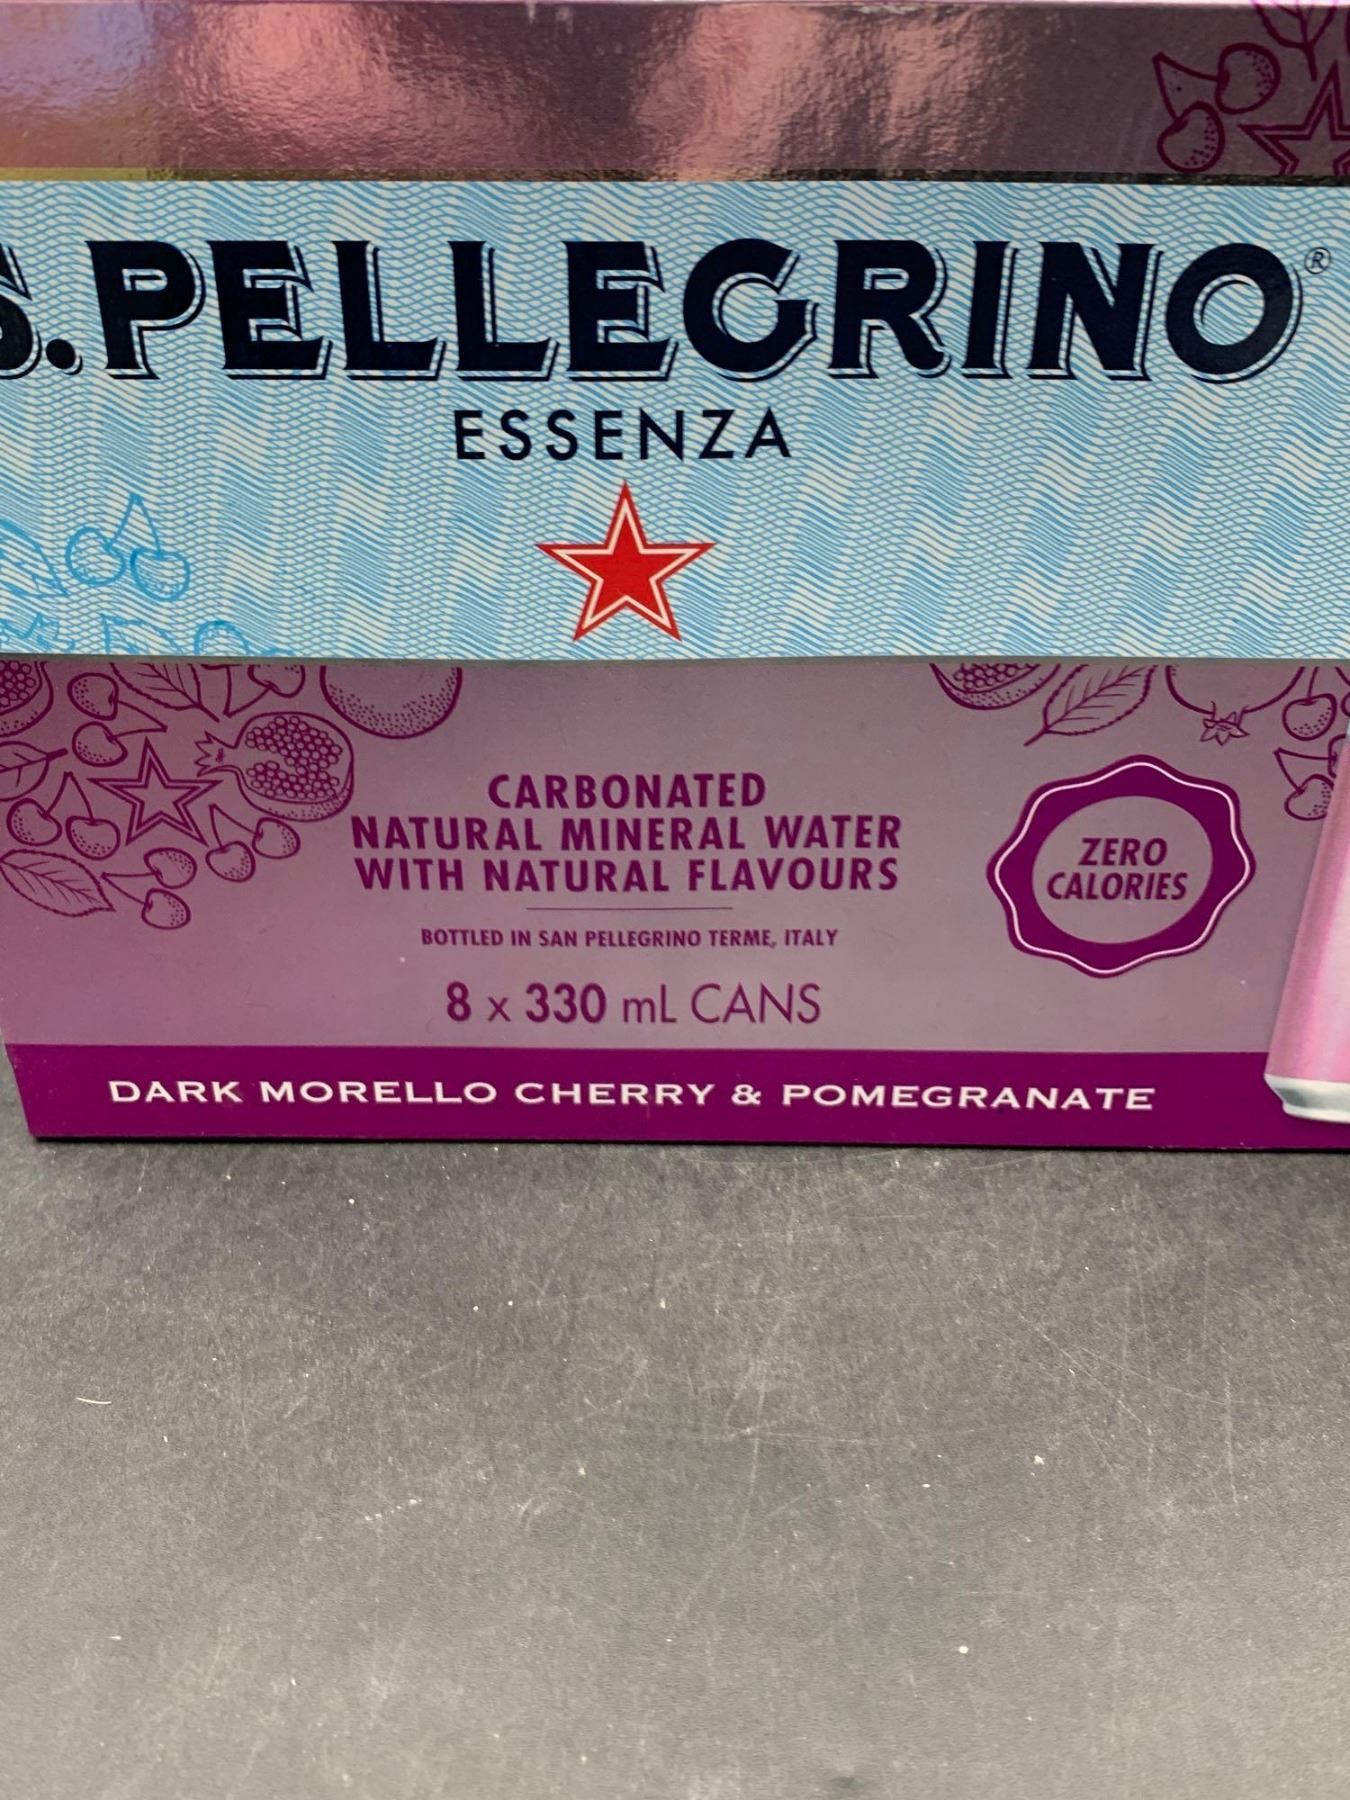 S.PELLEGRINO®
ESSENZA
CARBONATED
NATURAL MINERAL WATER
WITH NATURAL FLAVOURS
BOTTLED IN SAN PELLEGRINO TERME, ITALY
8 x 330 mL CANS
ZERO
CALORIES
DARK MORELLO CHERRY & POMEGRANATE